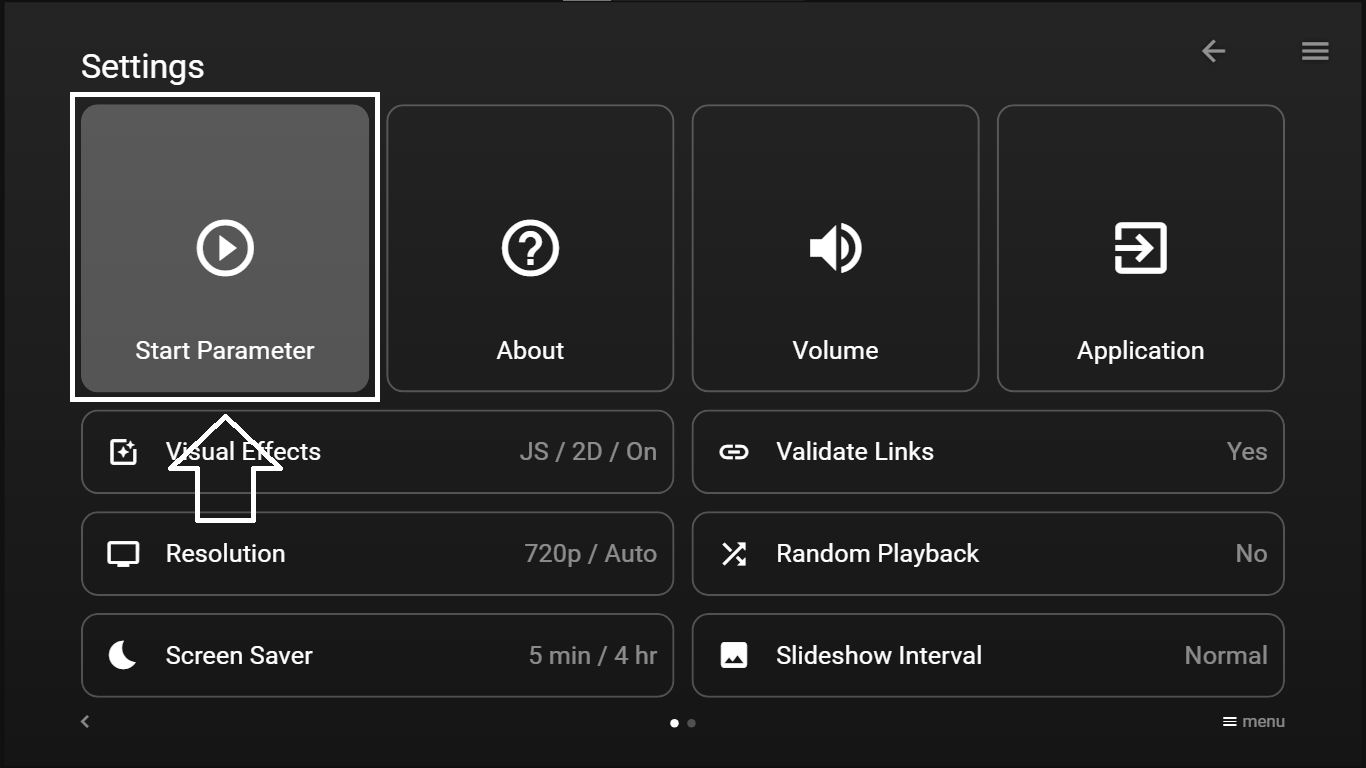 Settings
Start Parameter
About
Volume
Application
Visual Effects
JS / 2D / On
Validate Links
Yes
Resolution
720p / Auto
Random Playback
No
Screen Saver
5 min / 4 hr
Slideshow Interval
Normal
menu